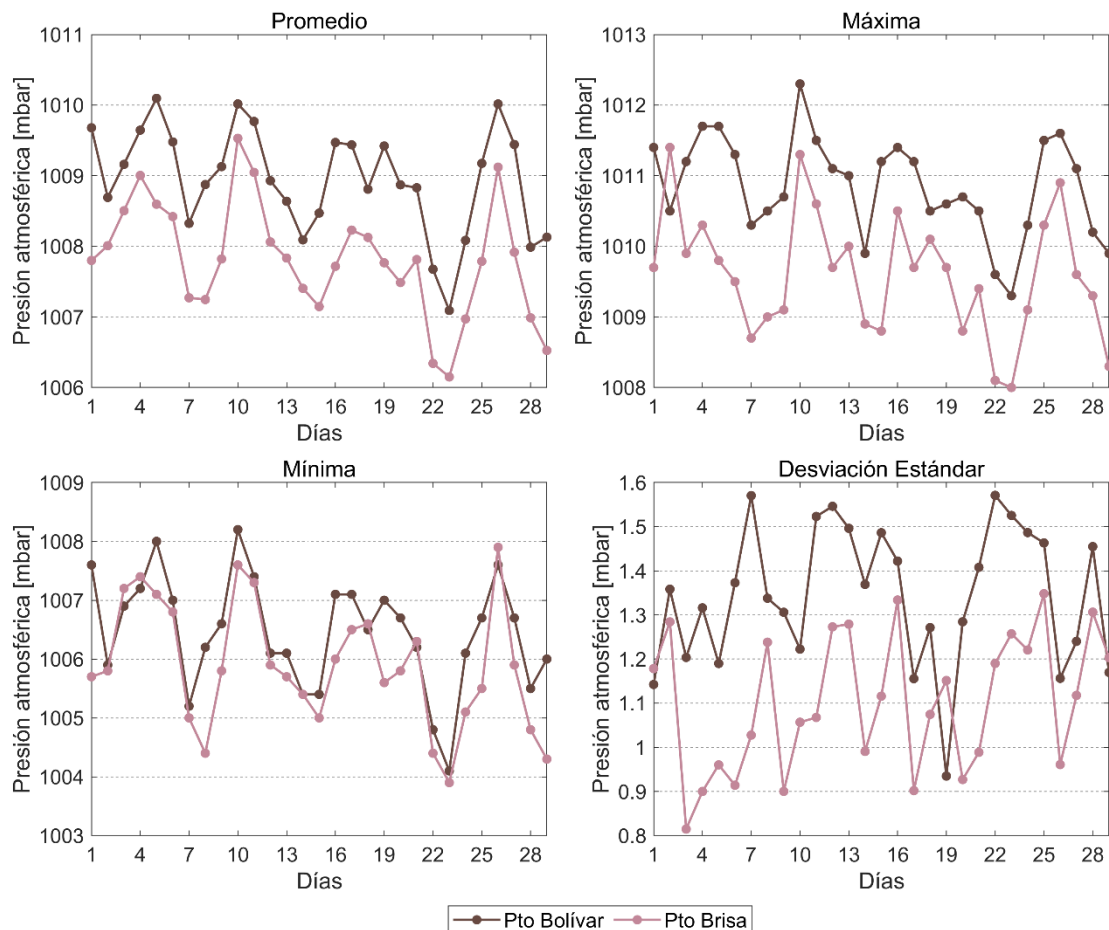 Promedio
Presión atmosférica [mbar]
1011
1010
1009
1008
1007
1006
1 4 7 10 13 16 19 22 25 28
Días
Máxima
Presión atmosférica [mbar]
1013
1012
1011
1010
1009
1008
1 4 7 10 13 16 19 22 25 28
Días
Mínima
Presión atmosférica [mbar]
1009
1008
1007
1006
1005
1004
1003
1 4 7 10 13 16 19 22 25 28
Días
Desviación Estándar
Presión atmosférica [mbar]
1.6
1.5
1.4
1.3
1.2
1.1
1
0.9
0.8
1 4 7 10 13 16 19 22 25 28
Días
Pto Bolívar Pto Brisa